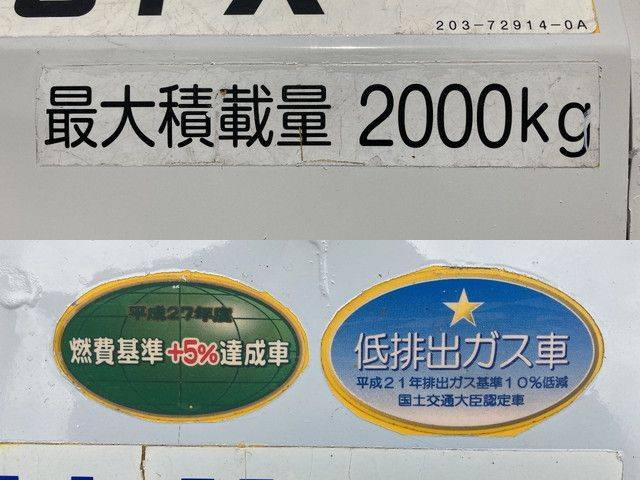 203-72914-0A
最大積載量 2000kg
平成27年度
燃費基準+5%達成車
低排出ガス車
平成21年排出ガス基準10%低減
国土交通大臣認定車